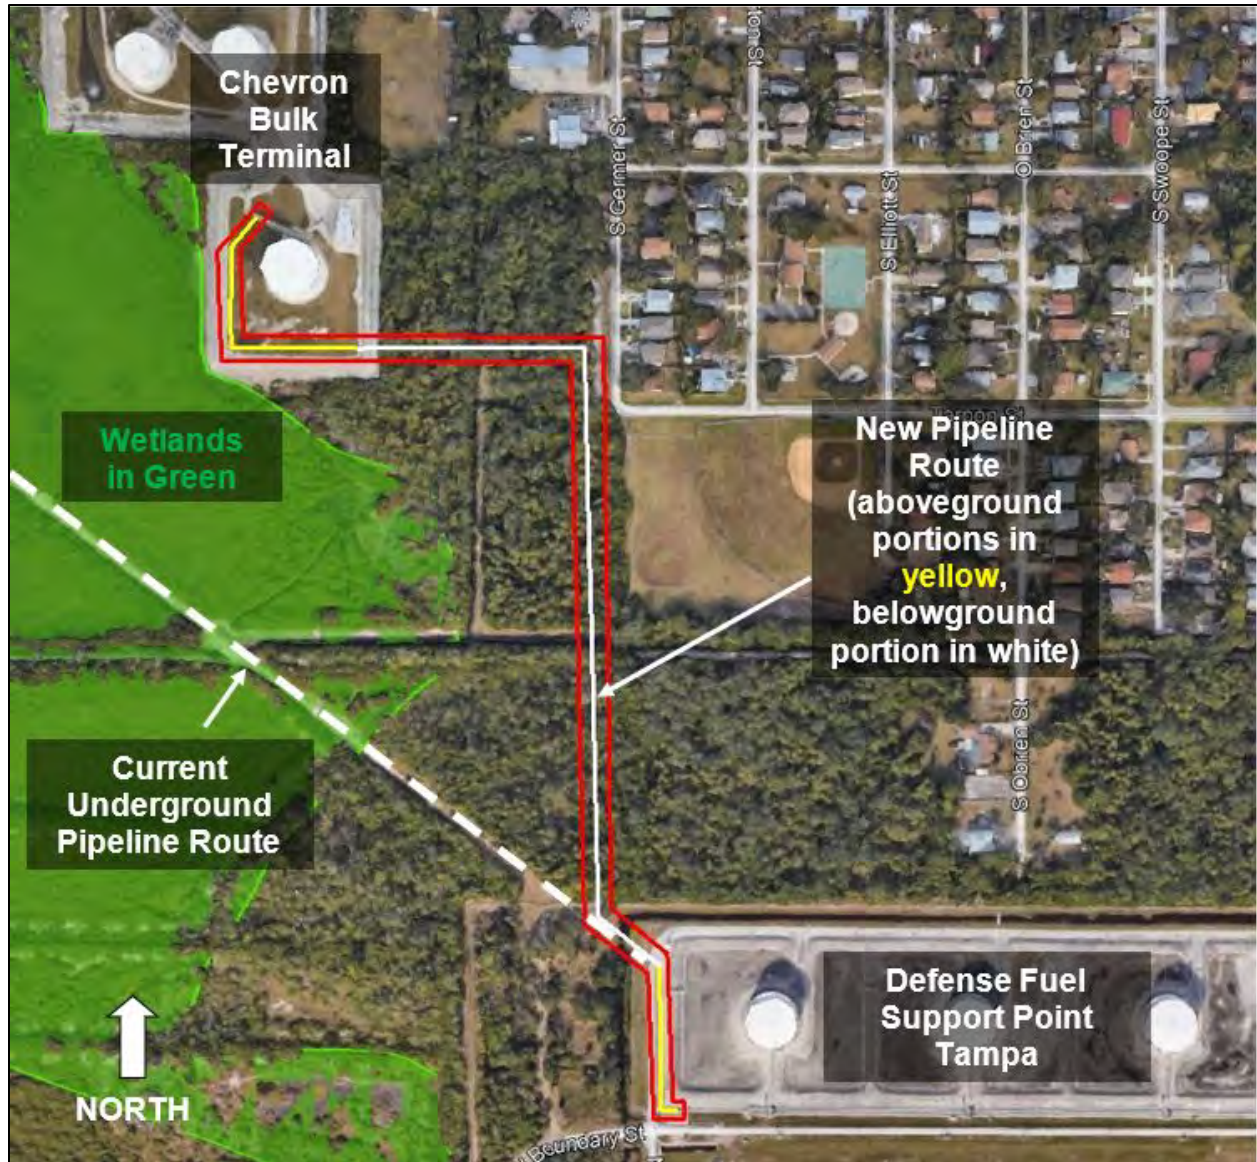 Chevron
Bulk
Terminal
S Germer St
ton St
S Elliott St
O Brien St
S Swoope St
Wetlands
in Green
New Pipeline
Route
(aboveground
portions in
yellow,
belowground
portion in white)
Current
Underground
Pipeline Route
S Obrien St
Defense Fuel
Support Point
Tampa
NORTH
Boundary St